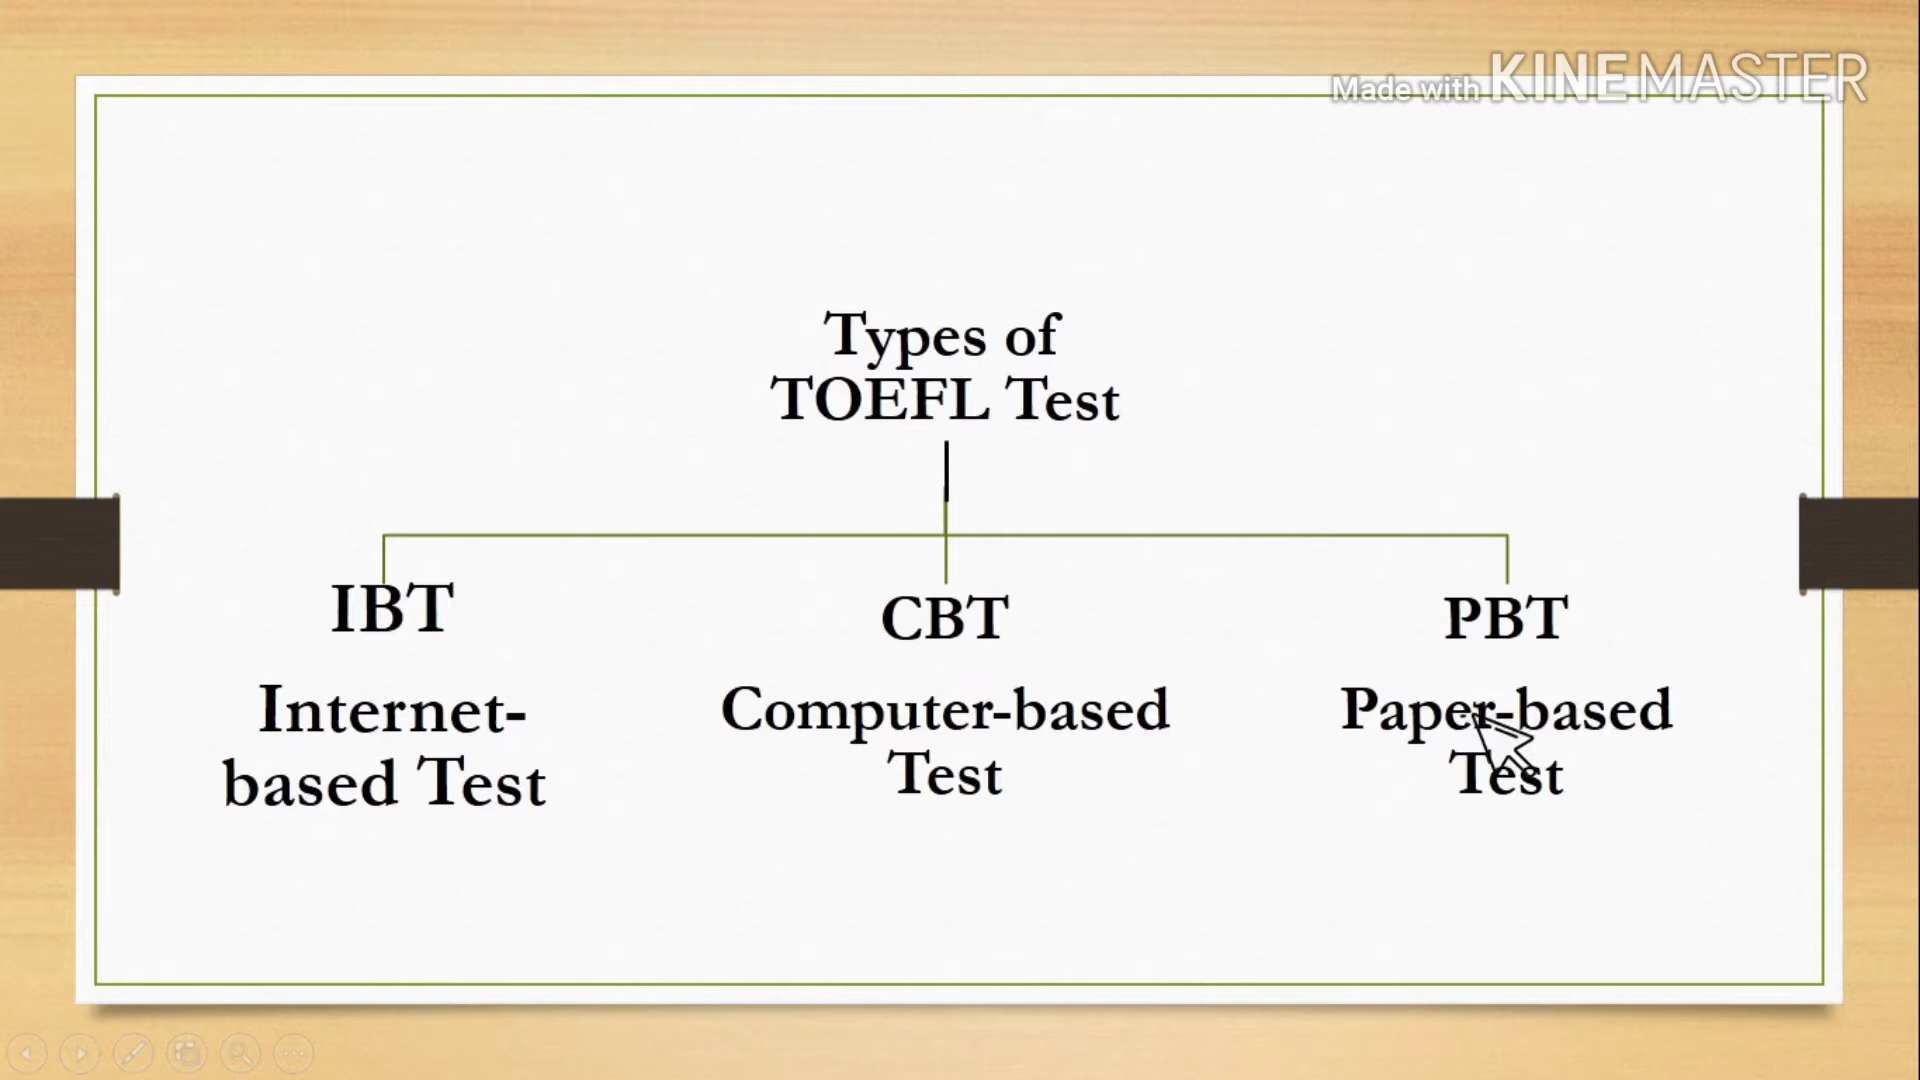 Made with KINEMASTER
Types of
TOEFL Test
IBT
Internet-
based Test
CBT
Computer-based
Test
PBT
Paper-based
Test